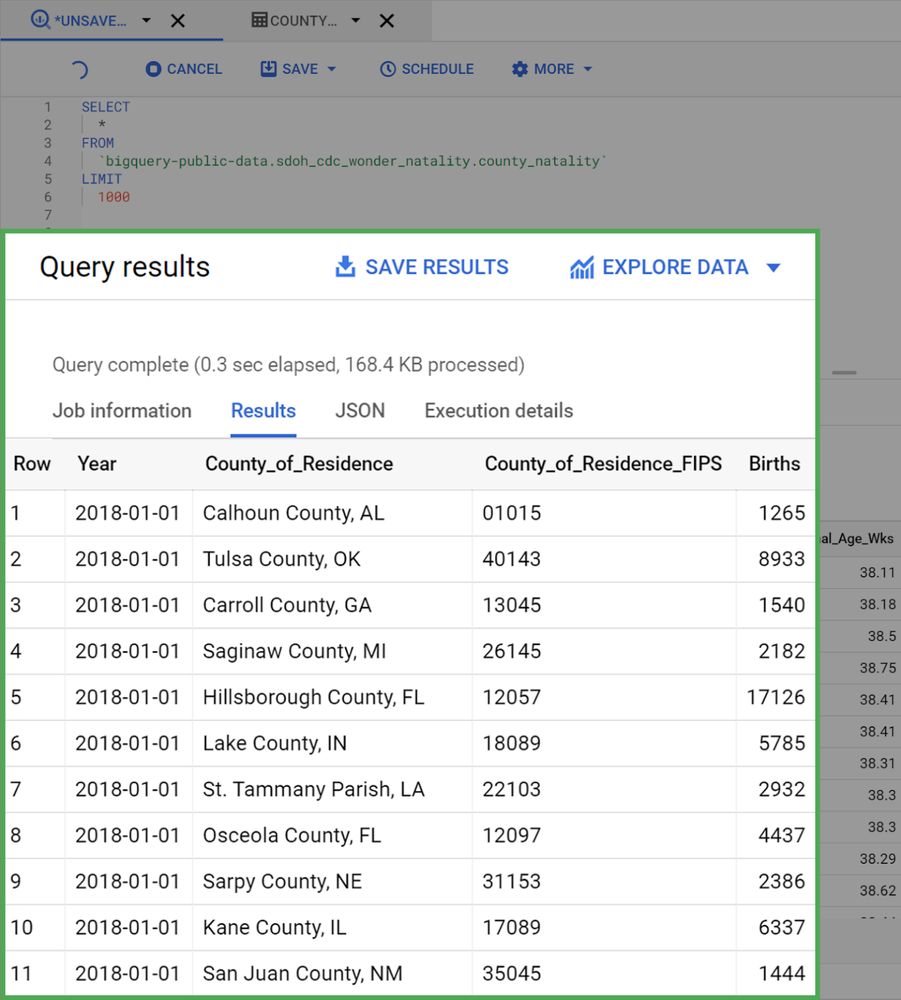 *UNSAVE... COUNTY...
CANCEL SAVE SCHEDULE MORE
1 SELECT
2 *
3 FROM
4 `bigquery-public-data.sdoh_cdc_wonder_natality.county_natality`
5 LIMIT
6 1000
7
Query results SAVE RESULTS EXPLORE DATA
Query complete (0.3 sec elapsed, 168.4 KB processed)
Job information Results JSON Execution details
Row Year County_of_Residence County_of_Residence_FIPS Births
1 2018-01-01 Calhoun County, AL 01015 1265
2 2018-01-01 Tulsa County, OK 40143 8933
3 2018-01-01 Carroll County, GA 13045 1540
4 2018-01-01 Saginaw County, MI 26145 2182
5 2018-01-01 Hillsborough County, FL 12057 17126
6 2018-01-01 Lake County, IN 18089 5785
7 2018-01-01 St. Tammany Parish, LA 22103 2932
8 2018-01-01 Osceola County, FL 12097 4437
9 2018-01-01 Sarpy County, NE 31153 2386
10 2018-01-01 Kane County, IL 17089 6337
11 2018-01-01 San Juan County, NM 35045 1444
al_Age_Wks
38.11
38.18
38.5
38.75
38.41
38.41
38.31
38.3
38.3
38.29
38.62